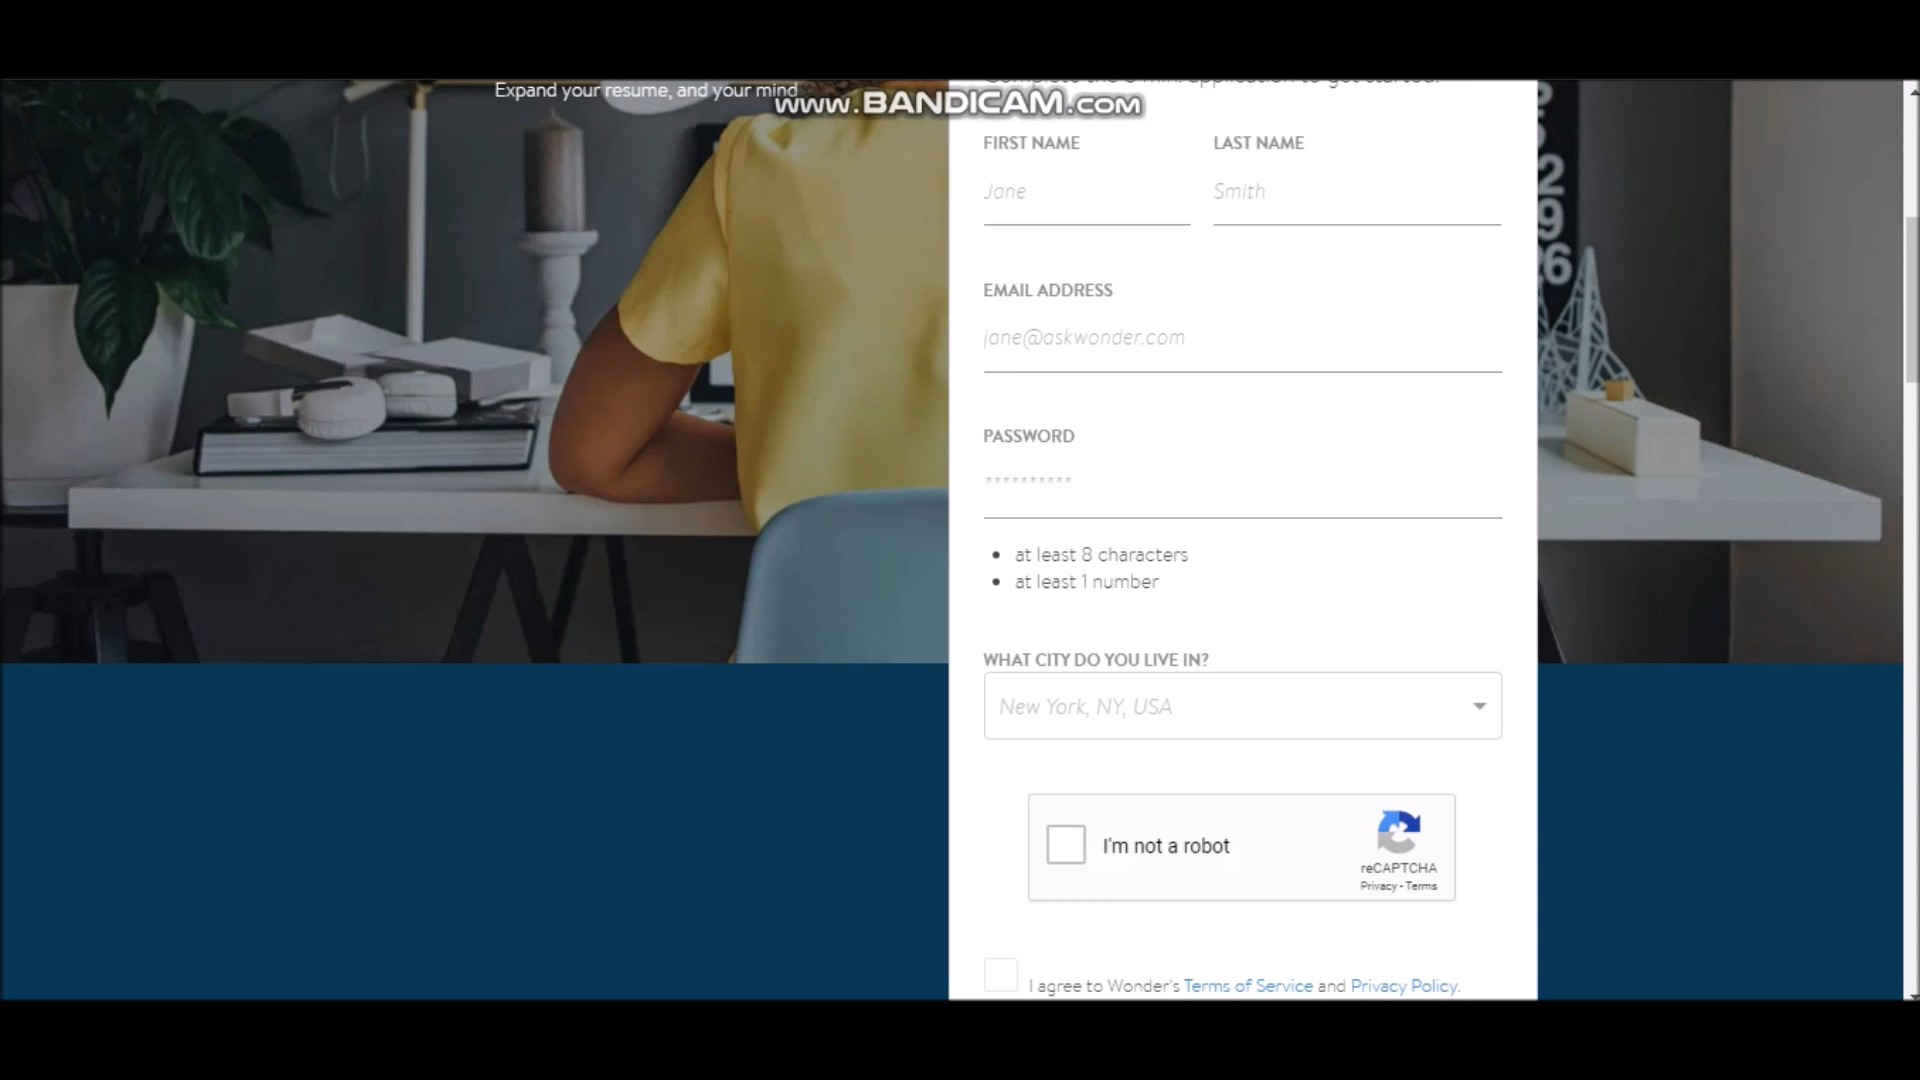 Expand your resume, and your mind
www.BANDICAM.com
FIRST NAME
LAST NAME
Jane
Smith
EMAIL ADDRESS
jane@askwonder.com
PASSWORD
**********
at least 8 characters
at least 1 number
WHAT CITY DO YOU LIVE IN?
New York, NY, USA
I'm not a robot
reCAPTCHA
Privacy - Terms
I agree to Wonder's Terms of Service and Privacy Policy.